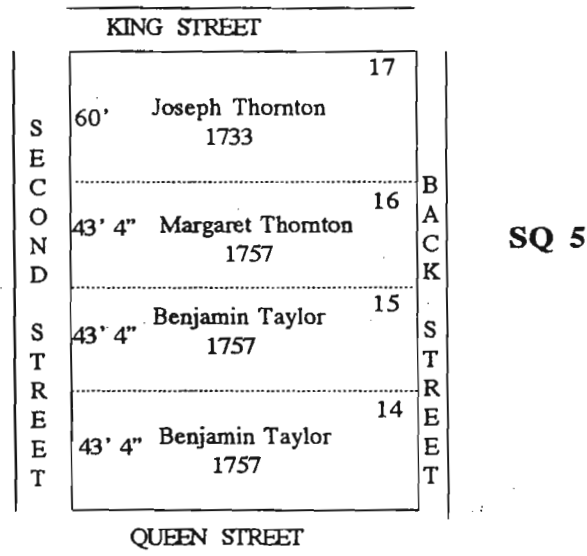 KING STREET
17
60'
Joseph Thornton
1733
SECOND STREET
16
43' 4"
Margaret Thornton
1757
BACK STREET
SQ 5
15
43' 4"
Benjamin Taylor
1757
14
43' 4"
Benjamin Taylor
1757
QUEEN STREET